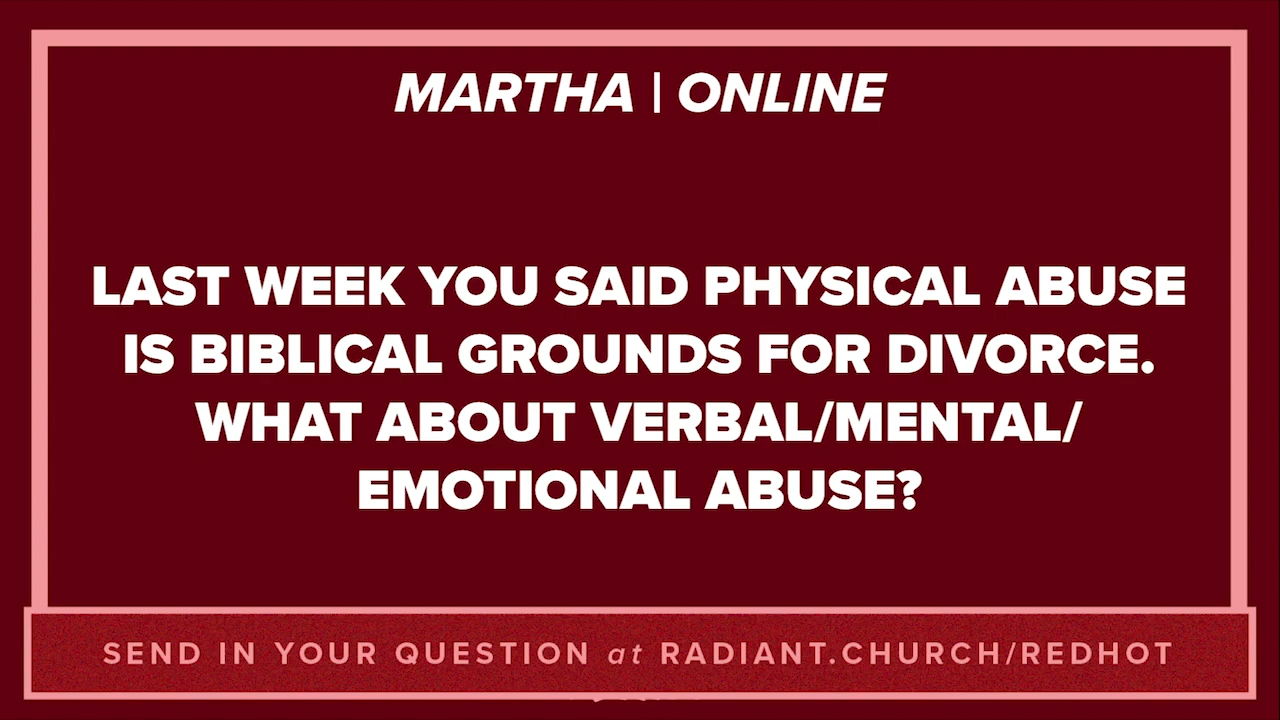 MARTHA | ONLINE
LAST WEEK YOU SAID PHYSICAL ABUSE
IS BIBLICAL GROUNDS FOR DIVORCE.
WHAT ABOUT VERBAL/MENTAL/
EMOTIONAL ABUSE?
SEND IN YOUR QUESTION at RADIANT.CHURCH/REDHOT